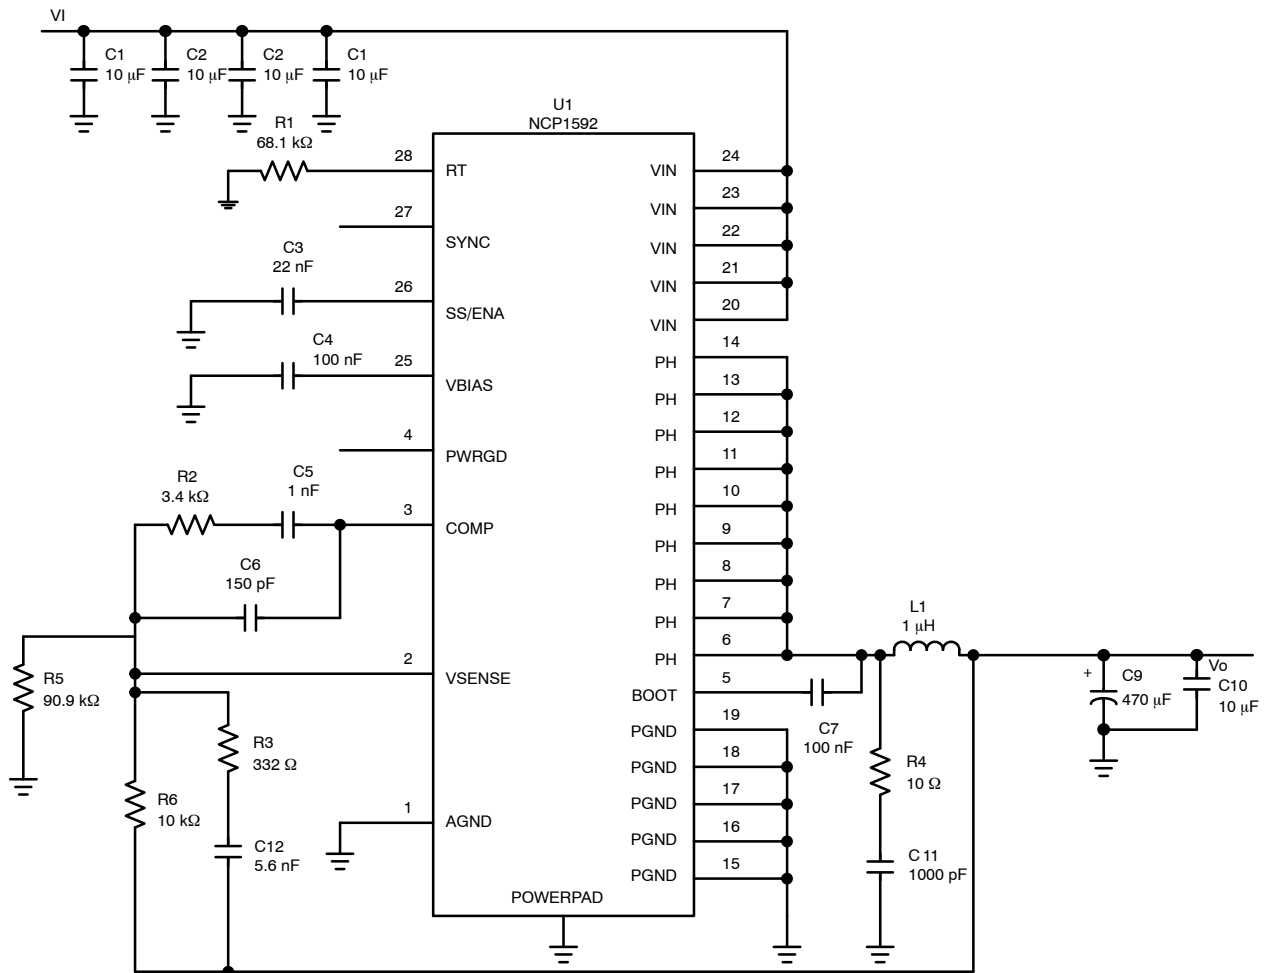 VI
C1
10 μF
C2
10 μF
C2
10 μF
C1
10 μF
U1
NCP1592
R1
68.1 kΩ
28
RT
27
SYNC
C3
22 nF
26
SS/ENA
C4
100 nF
25
VBIAS
4
PWRGD
R2
3.4 kΩ
C5
1 nF
3
COMP
C6
150 pF
2
VSENSE
R5
90.9 kΩ
R3
332 Ω
R6
10 kΩ
C12
5.6 nF
1
AGND
POWERPAD
24
VIN
23
VIN
22
VIN
21
VIN
20
VIN
14
PH
13
PH
12
PH
11
PH
10
PH
9
PH
8
PH
7
PH
6
PH
5
BOOT
19
PGND
18
PGND
17
PGND
16
PGND
15
PGND
L1
1 μH
C7
100 nF
R4
10 Ω
C 11
1000 pF
+
C9
470 μF
Vo
C10
10 μF